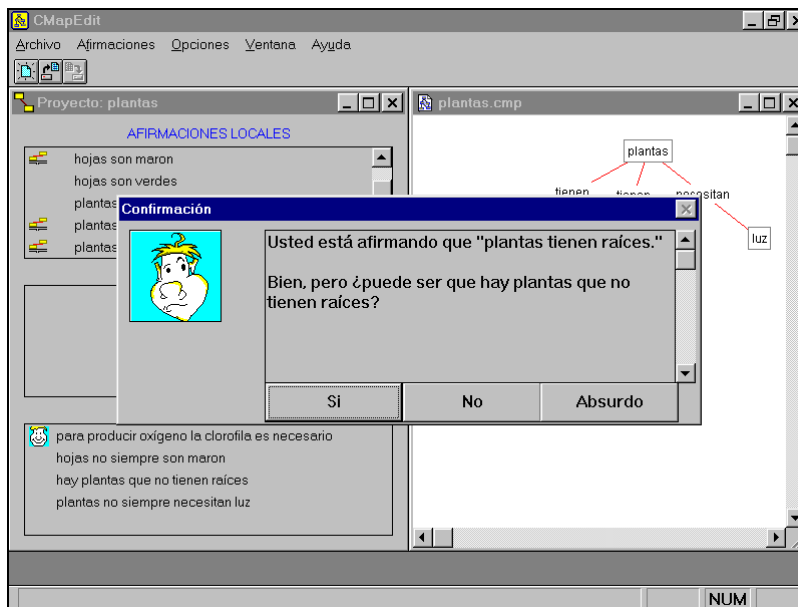 CMapEdit
Archivo Afirmaciones Opciones Ventana Ayuda
Proyecto: plantas
AFIRMACIONES LOCALES
hojas son maron
hojas son verdes
plantas
plantas
plantas
plantas.cmp
plantas
tienen tienen necesitan
luz
Confirmación
Usted está afirmando que "plantas tienen raíces."
Bien, pero ¿puede ser que hay plantas que no
tienen raíces?
Si No Absurdo
para producir oxígeno la clorofila es necesario
hojas no siempre son maron
hay plantas que no tienen raíces
plantas no siempre necesitan luz
NUM